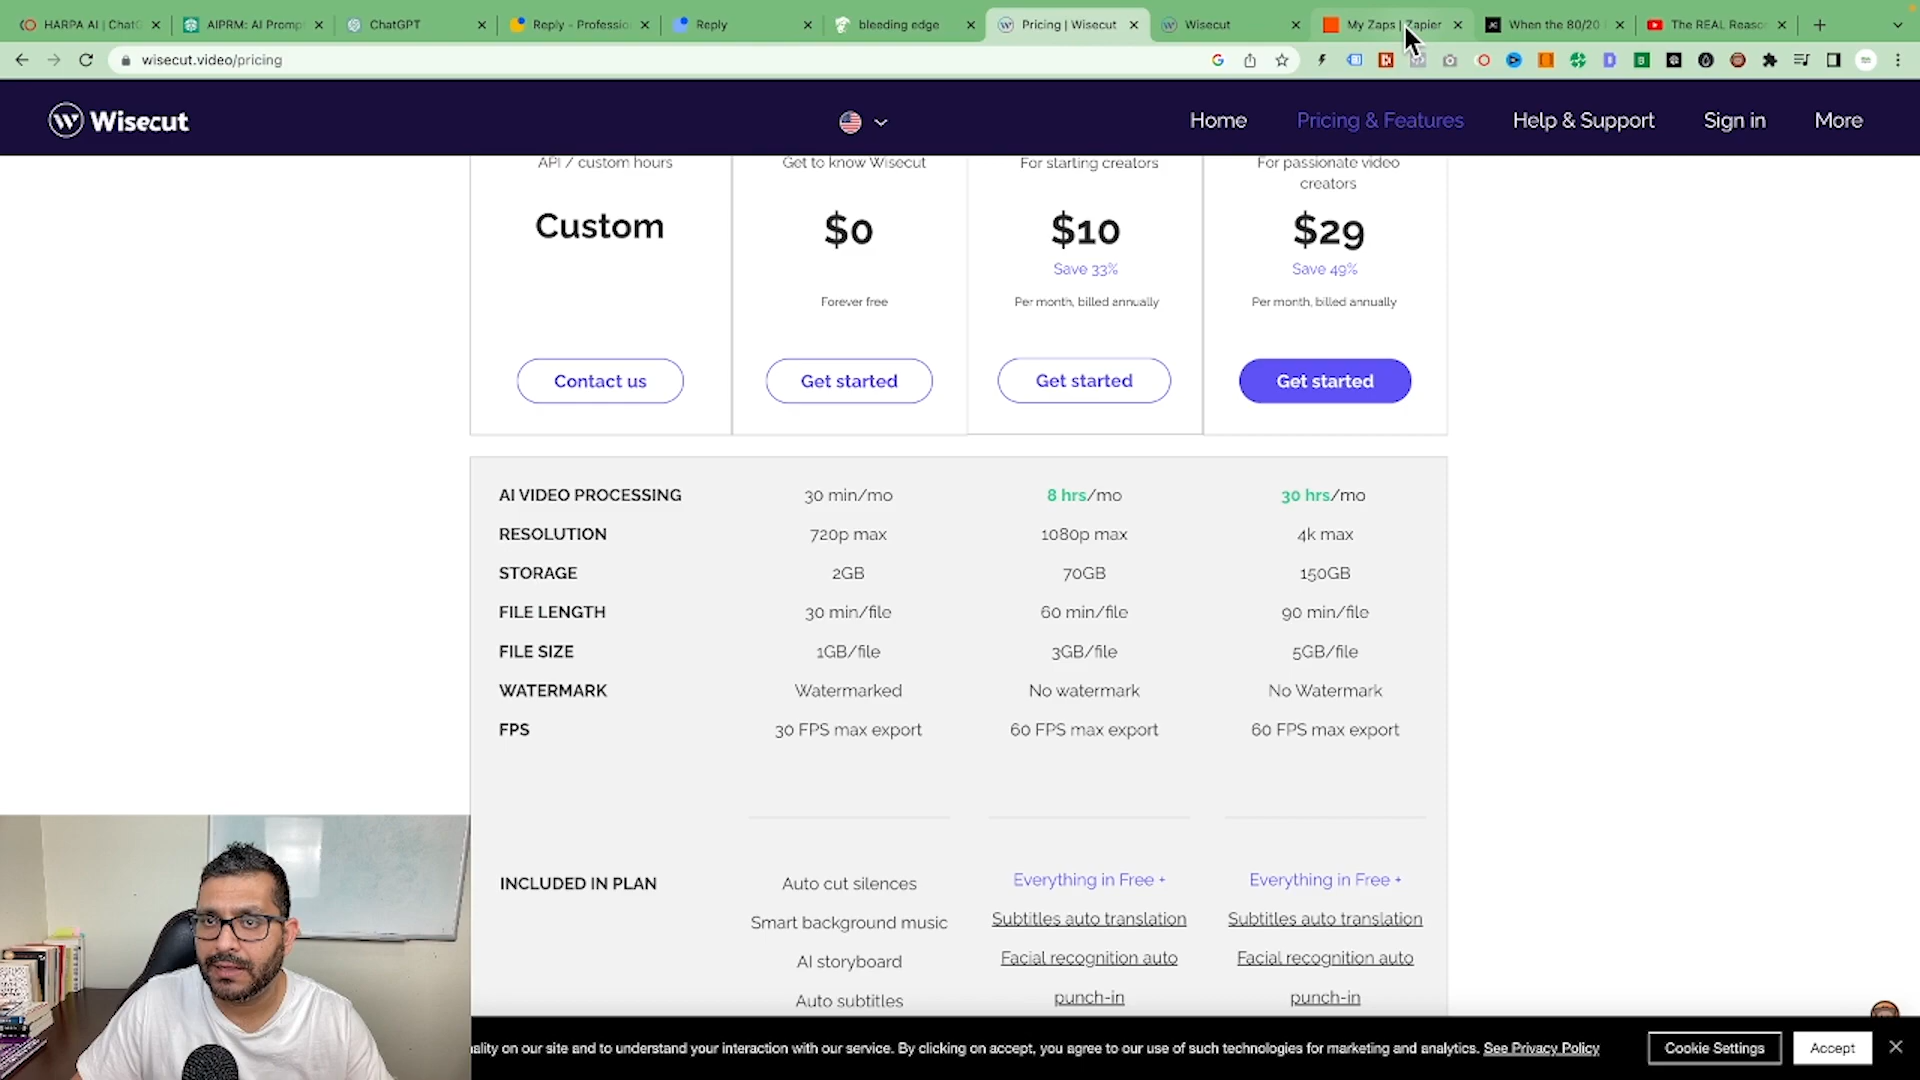 HARPA AI | ChatG
AIPRM: AI Prompt
ChatGPT
Reply - Professio
Reply
bleeding edge
Pricing | Wisecut
Wisecut
My Zaps | Zapier
When the 80/20
The REAL Reaso
wisecut.video/pricing
Wisecut
Home
Pricing & Features
Help & Support
Sign in
More
API / custom hours
Get to know Wisecut
For starting creators
For passionate video
creators
Custom
$0
$10
$29
Save 33%
Save 49%
Forever free
Per month, billed annually
Per month, billed annually
Contact us
Get started
Get started
Get started
AI VIDEO PROCESSING
30 min/mo
8 hrs/mo
30 hrs/mo
RESOLUTION
720p max
1080p max
4k max
STORAGE
2GB
70GB
150GB
FILE LENGTH
30 min/file
60 min/file
90 min/file
FILE SIZE
1GB/file
3GB/file
5GB/file
WATERMARK
Watermarked
No watermark
No Watermark
FPS
30 FPS max export
60 FPS max export
60 FPS max export
INCLUDED IN PLAN
Auto cut silences
Everything in Free +
Everything in Free +
Smart background music
Subtitles auto translation
Subtitles auto translation
AI storyboard
Facial recognition auto
Facial recognition auto
Auto subtitles
punch-in
punch-in
ality on our site and to understand your interaction with our service. By clicking on accept, you agree to our use of such technologies for marketing and analytics. See Privacy Policy
Cookie Settings
Accept